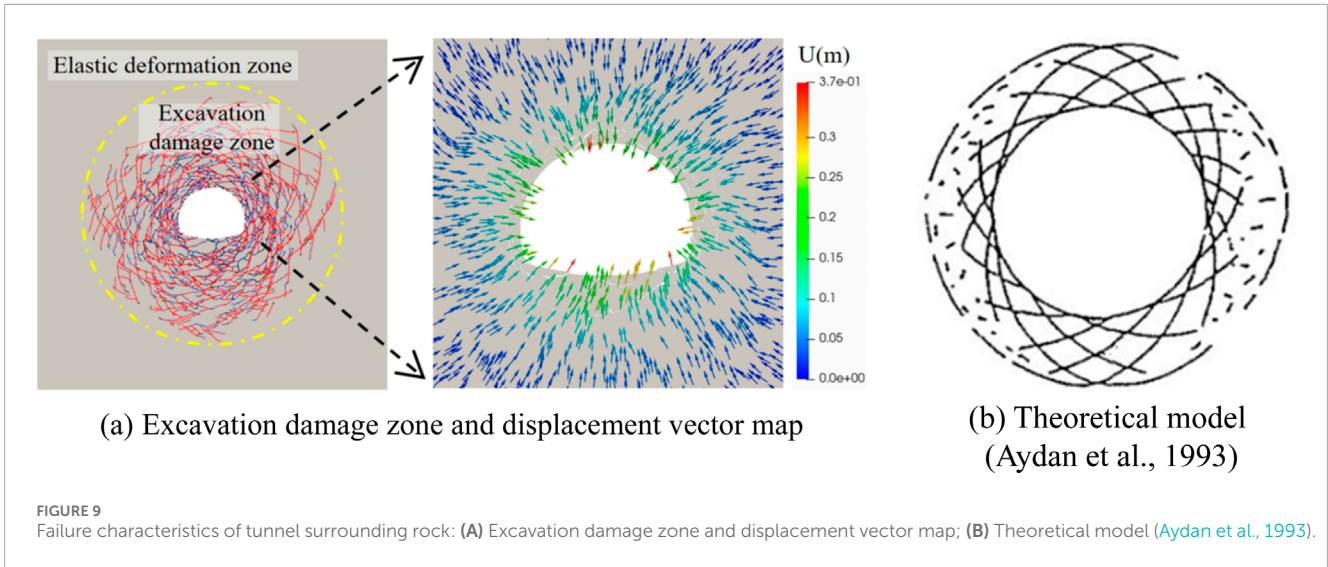 Elastic deformation zone
Excavation
damage zone
U(m)
3.7e-01
0.3
0.25
0.2
0.15
0.1
0.05
0.0e+00
(a) Excavation damage zone and displacement vector map
(b) Theoretical model
(Aydan et al., 1993)
FIGURE 9
Failure characteristics of tunnel surrounding rock: (A) Excavation damage zone and displacement vector map; (B) Theoretical model (Aydan et al., 1993).